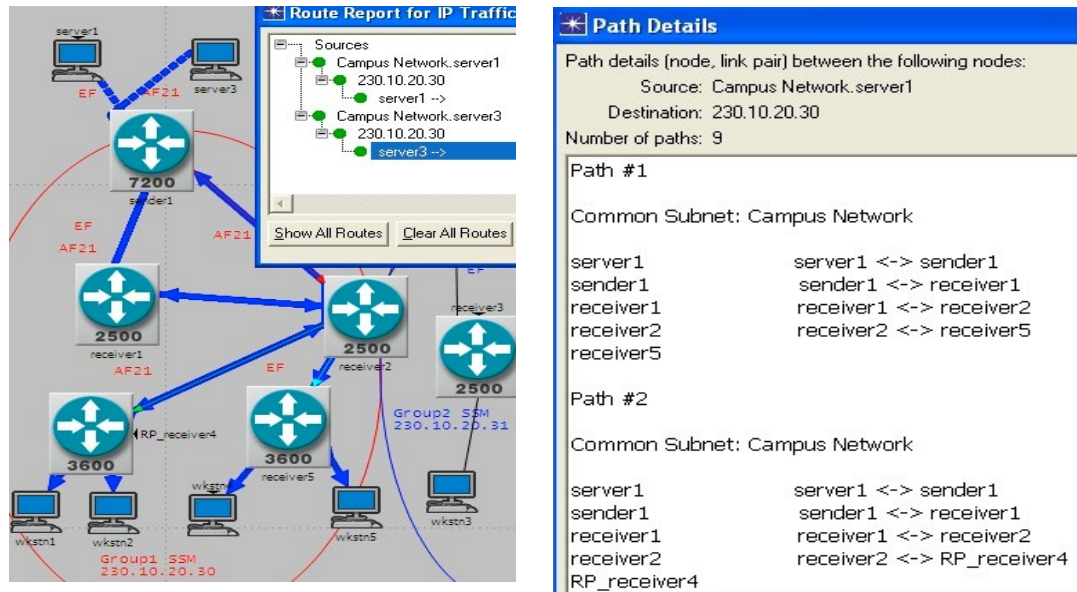 server1
server3
EF
AF21
7200
sender1
EF
AF21
AF21
2500
receiver1
AF21
2500
receiver2
EF
EF
receiver3
2500
Group2 SSM
230.10.20.31
3600
RP_receiver4
3600
receiver5
wkstn1
wkstn2
wkstn5
wkstn3
Group1 SSM
230.10.20.30
Route Report for IP Traffic
Sources
Campus Network.server1
230.10.20.30
server1 -->
Campus Network.server3
230.10.20.30
server3 -->
Show All Routes
Clear All Routes
Path Details
Path details (node, link pair) between the following nodes:
Source: Campus Network.server1
Destination: 230.10.20.30
Number of paths: 9
Path #1
Common Subnet: Campus Network
server1 server1 <-> sender1
sender1 sender1 <-> receiver1
receiver1 receiver1 <-> receiver2
receiver2 receiver2 <-> receiver5
receiver5
Path #2
Common Subnet: Campus Network
server1 server1 <-> sender1
sender1 sender1 <-> receiver1
receiver1 receiver1 <-> receiver2
receiver2 receiver2 <-> RP_receiver4
RP_receiver4